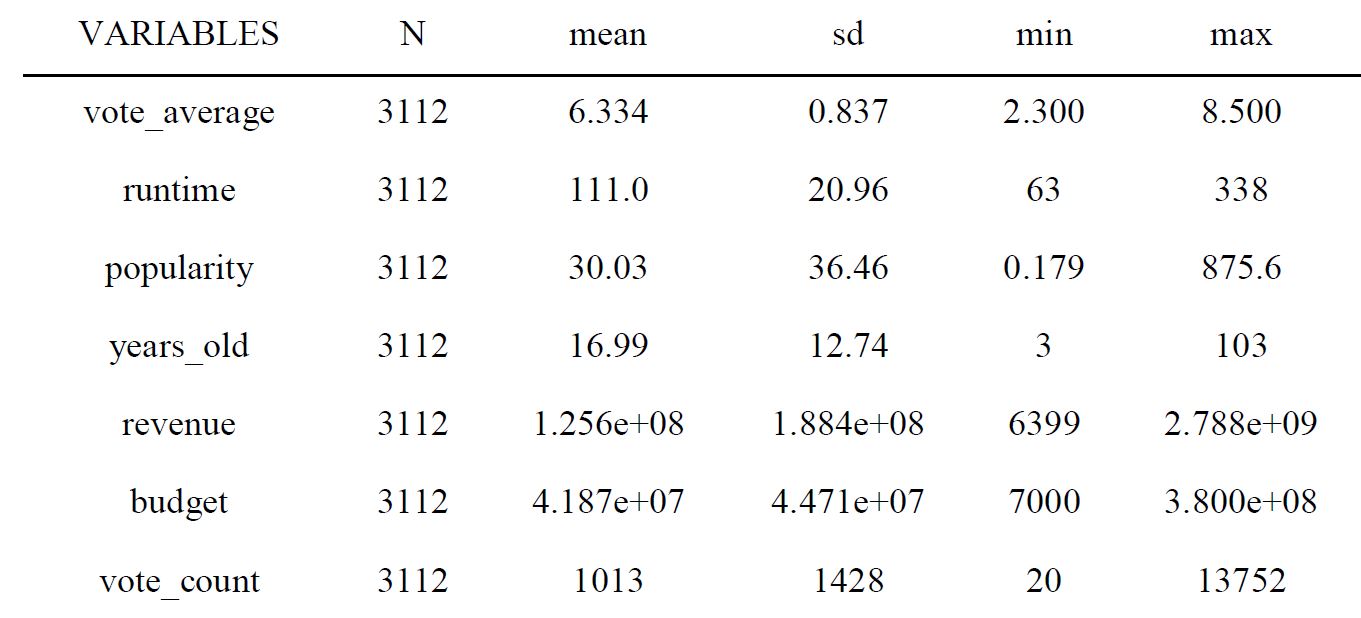 VARIABLES N mean sd min max
vote_average 3112 6.334 0.837 2.300 8.500
runtime 3112 111.0 20.96 63 338
popularity 3112 30.03 36.46 0.179 875.6
years_old 3112 16.99 12.74 3 103
revenue 3112 1.256e+08 1.884e+08 6399 2.788e+09
budget 3112 4.187e+07 4.471e+07 7000 3.800e+08
vote_count 3112 1013 1428 20 13752